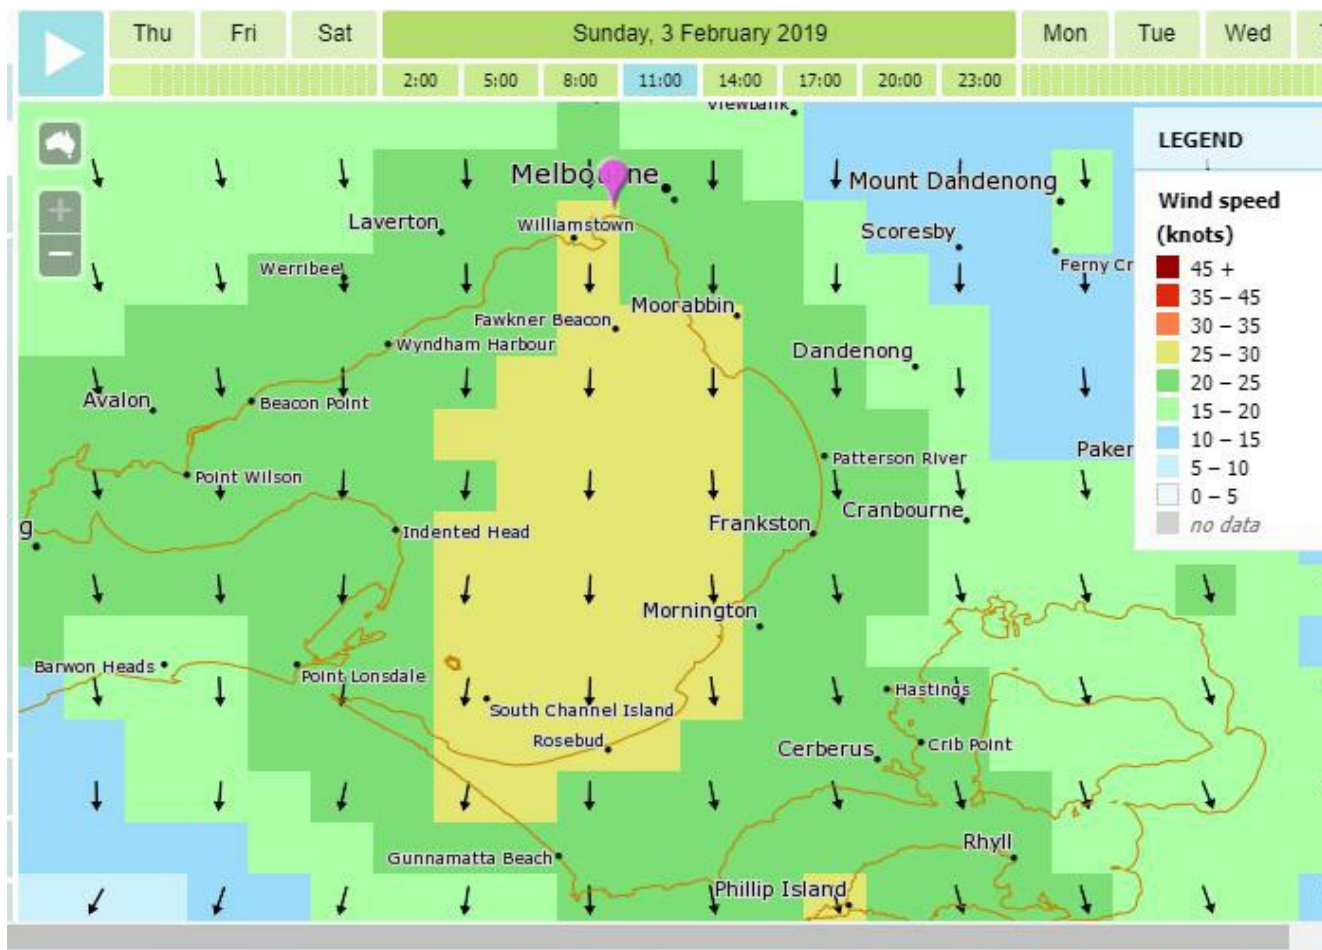 Thu
Fri
Sat
Sunday, 3 February 2019
Mon
Tue
Wed
2:00
5:00
8:00
11:00
14:00
17:00
20:00
23:00
Viewbank
LEGEND
Wind speed
(knots)
45 +
35 – 45
30 – 35
25 – 30
20 – 25
15 – 20
10 – 15
5 – 10
0 – 5
no data
Melbourne
Mount Dandenong
Laverton
Williamstown
Scoresby
Werribee
Ferny Cr
Moorabbin
Fawkner Beacon
Wyndham Harbour
Dandenong
Avalon
Beacon Point
Paker
Patterson River
Point Wilson
Cranbourne
Frankston
g
Indented Head
Mornington
Barwon Heads
Point Lonsdale
Hastings
South Channel Island
Rosebud
Cerberus
Crib Point
Rhyll
Gunnamatta Beach
Phillip Island